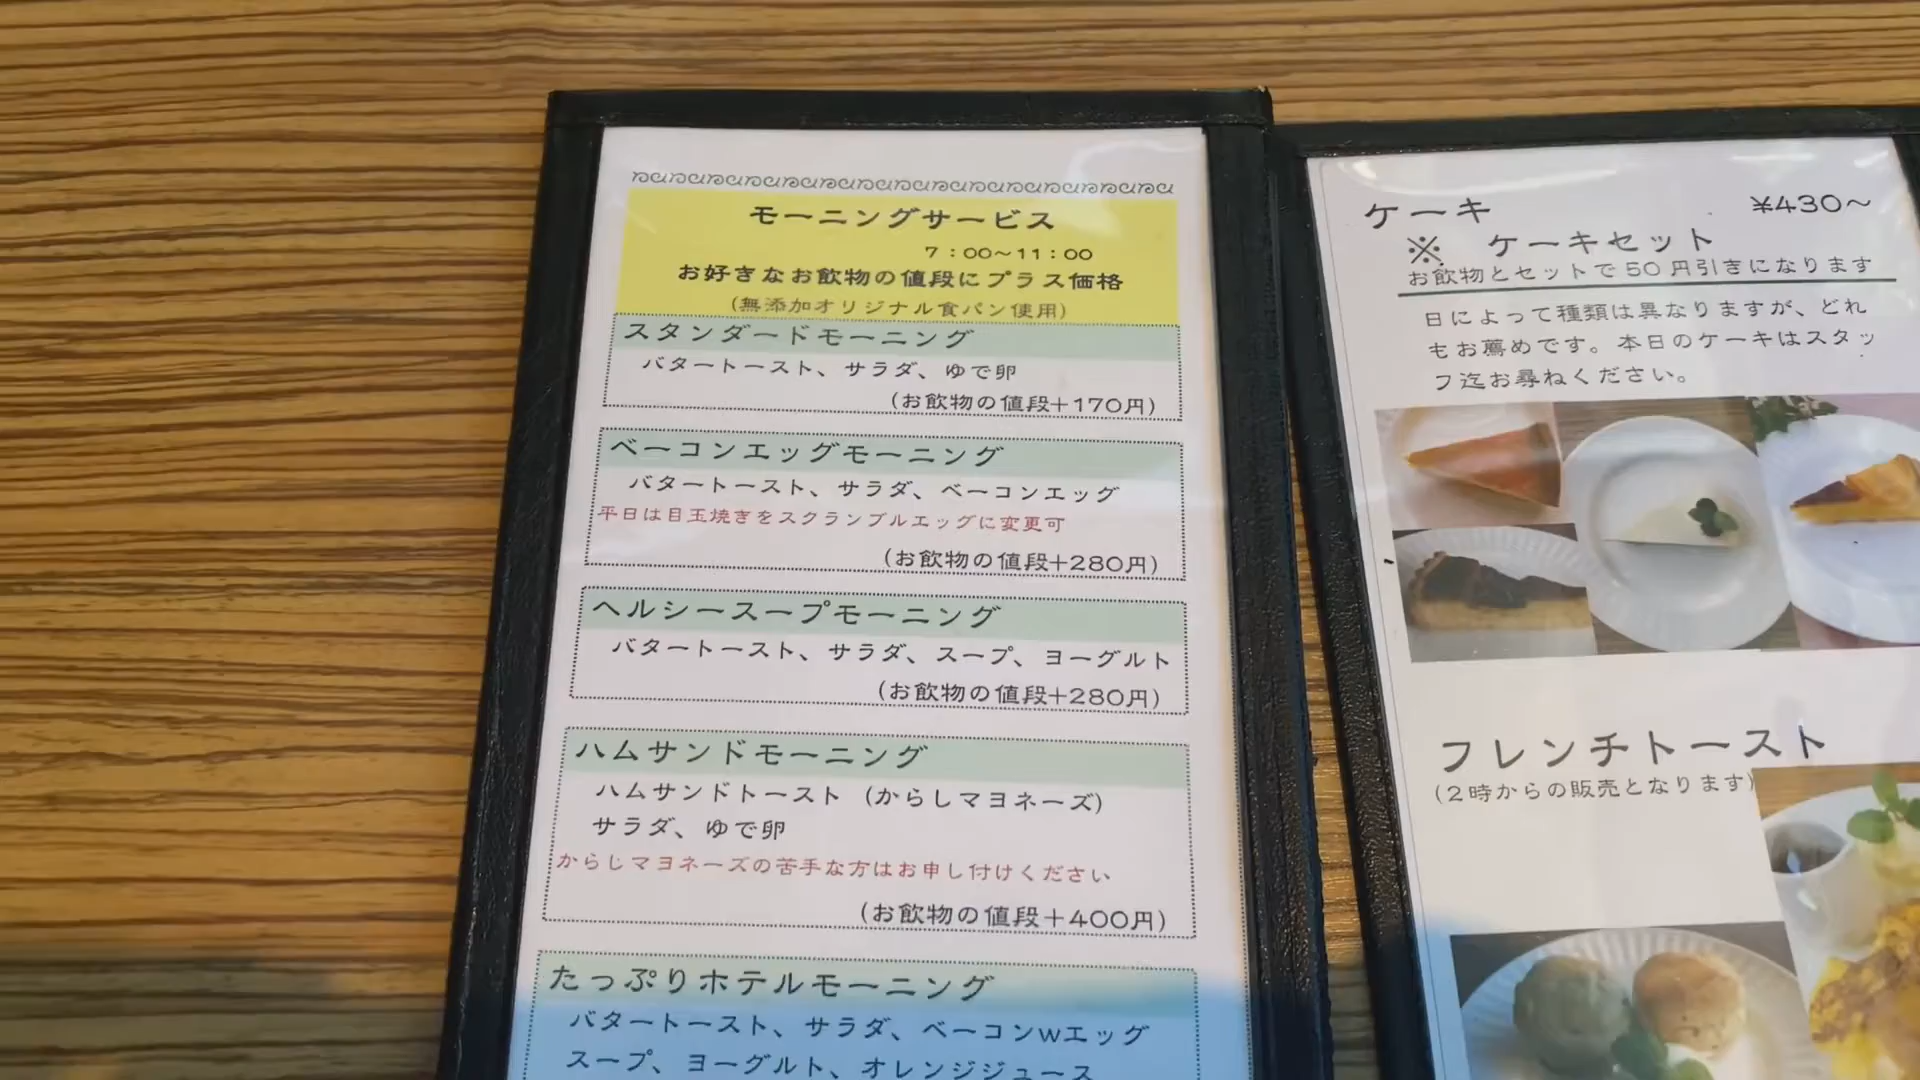 モーニングサービス
7:00～11:00
お好きなお飲物の値段にプラス価格
(無添加オリジナル食パン使用)
スタンダードモーニング
バタートースト、サラダ、ゆで卵
(お飲物の値段+170円)
ベーコンエッグモーニング
バタートースト、サラダ、ベーコンエッグ
平日は目玉焼きをスクランブルエッグに変更可
(お飲物の値段+280円)
ヘルシースープモーニング
バタートースト、サラダ、スープ、ヨーグルト
(お飲物の値段+280円)
ハムサンドモーニング
ハムサンドトースト (からしマヨネーズ)
サラダ、ゆで卵
からしマヨネーズの苦手な方はお申し付けください
(お飲物の値段+400円)
たっぷりホテルモーニング
バタートースト、サラダ、ベーコンwエッグ
スープ、ヨーグルト、オレンジジュース
ケーキ ¥430～
※ ケーキセット
お飲物とセットで50円引きになります
日によって種類は異なりますが、どれ
もお薦めです。本日のケーキはスタッ
フ迄お尋ねください。
フレンチトースト
(2時からの販売となります)